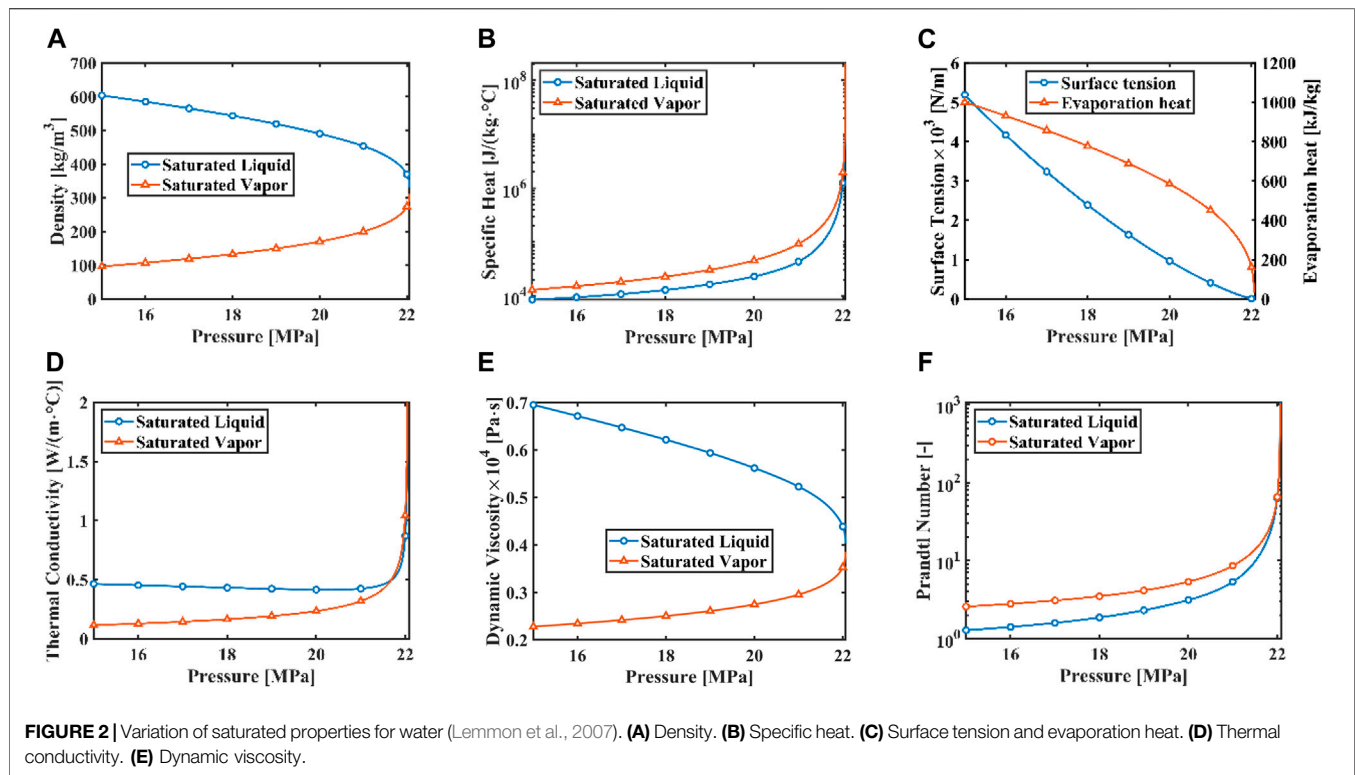 A
Density [kg/m³]
700
600
500
400
300
200
100
0
Saturated Liquid
Saturated Vapor
16
18
20
22
Pressure [MPa]
B
Specific Heat [J/(kg·°C]
10⁸
10⁶
10⁴
Saturated Liquid
Saturated Vapor
16
18
20
22
Pressure [MPa]
C
Surface Tension×10³ [N/m]
6
5
4
3
2
1
0
Surface tension
Evaporation heat
1200
1000
800
600
400
200
0
Evaporation heat [kJ/kg]
16
18
20
22
Pressure [MPa]
D
Thermal Conductivity [W/(m·°C)]
2
1.5
1
0.5
0
Saturated Liquid
Saturated Vapor
16
18
20
22
Pressure [MPa]
E
Dynamic Viscosity×10⁴ [Pa·s]
0.7
0.6
0.5
0.4
0.3
0.2
Saturated Liquid
Saturated Vapor
16
18
20
22
Pressure [MPa]
F
Prandtl Number [-]
10³
10²
10¹
10⁰
Saturated Liquid
Saturated Vapor
16
18
20
22
Pressure [MPa]
FIGURE 2 | Variation of saturated properties for water (Lemmon et al., 2007). (A) Density. (B) Specific heat. (C) Surface tension and evaporation heat. (D) Thermal
conductivity. (E) Dynamic viscosity.